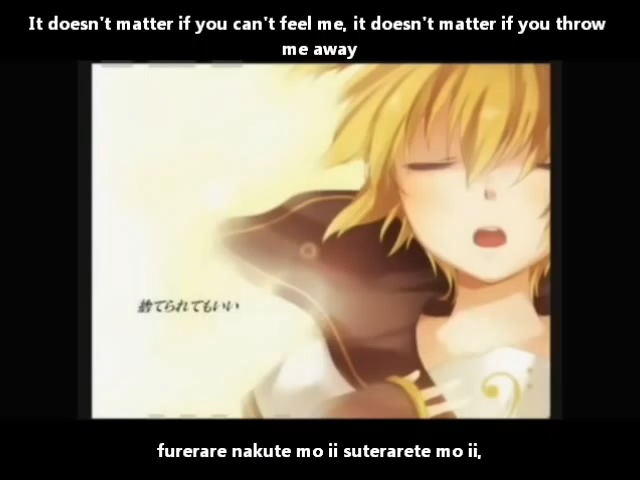 It doesn't matter if you can't feel me, it doesn't matter if you throw
me away
捨てられてもいい
furerare nakute mo ii suterarete mo ii,